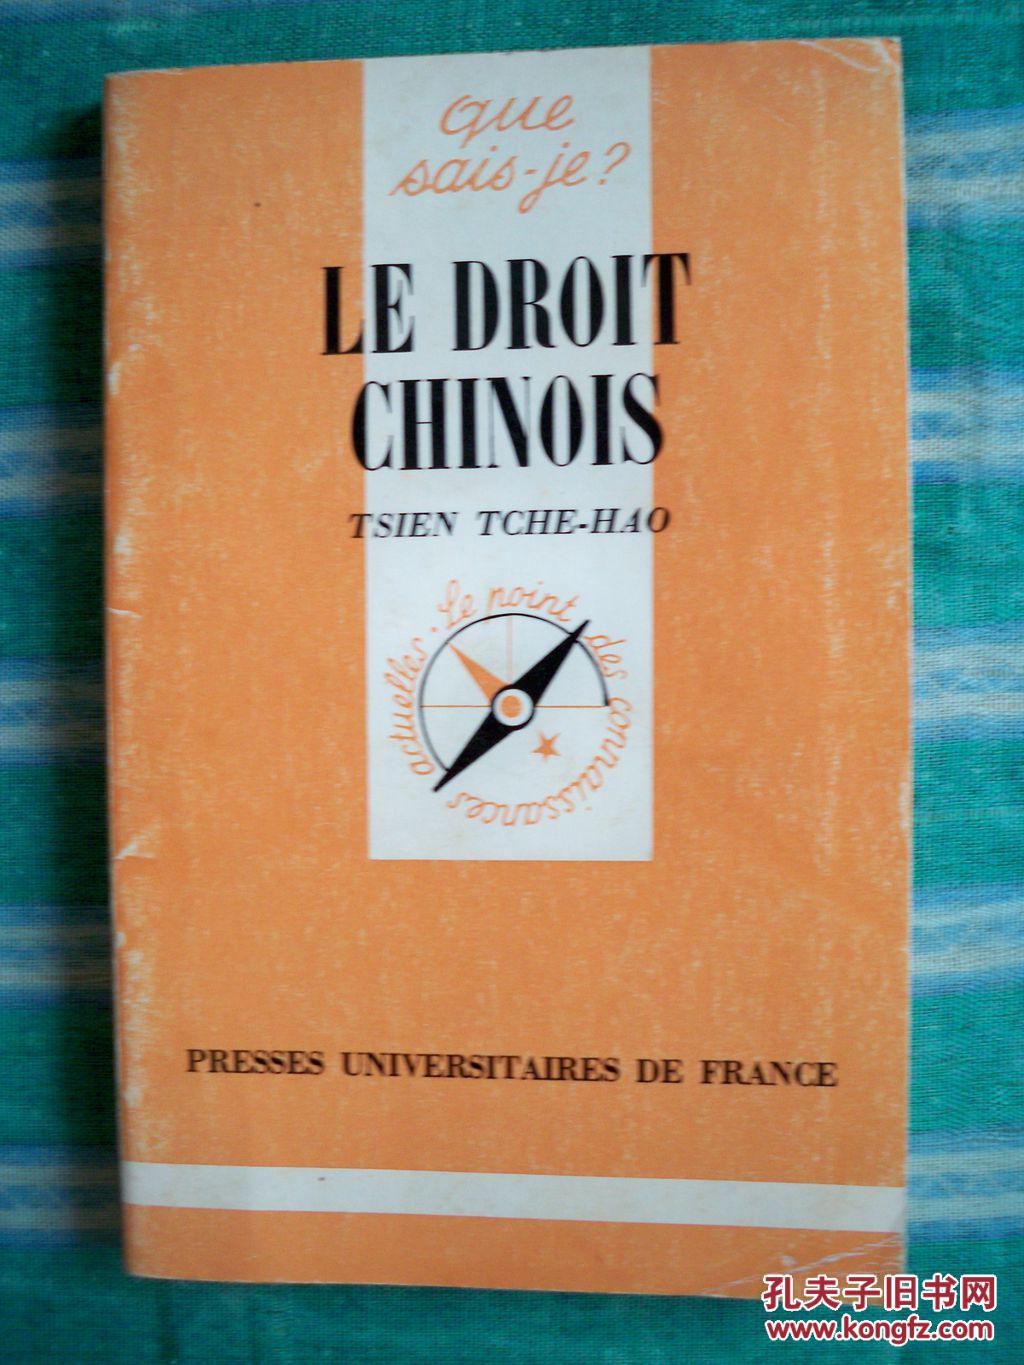 que
sais-je?
LE DROIT
CHINOIS
TSIEN TCHE-HAO
Le point des connaissances actuelles.
PRESSES UNIVERSITAIRES DE FRANCE
孔夫子旧书网
www.kongfz.com